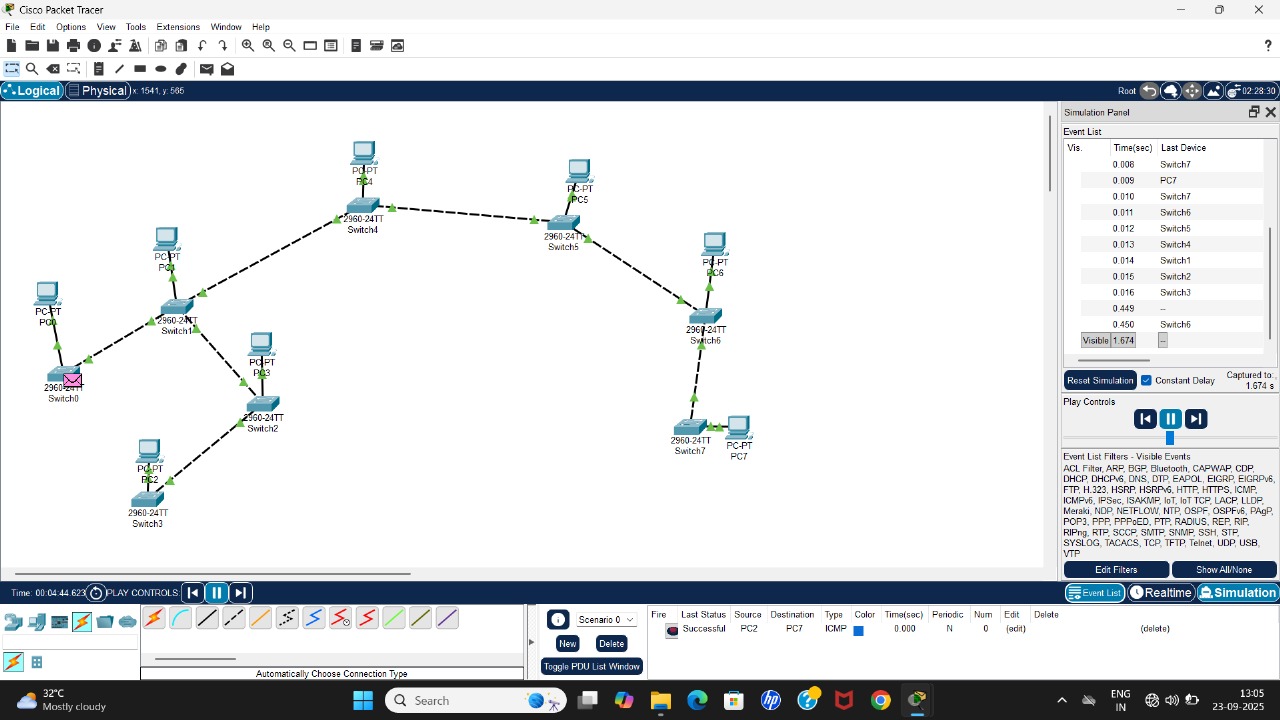 Cisco Packet Tracer
File Edit Options View Tools Extensions Window Help
Logical Physical x: 1541, y: 565
Root 02:28:30
PC-PT
PC4
2960-24TT
Switch4
PC-PT
PC5
2960-24TT
Switch5
PC-PT
2960-24TT
Switch1
PC-PT
PC6
2960-24TT
Switch6
PC-PT
PC0
2960-24TT
Switch0
PC-PT
PC3
2960-24TT
Switch2
PC-PT
PC2
2960-24TT
Switch3
2960-24TT
Switch7
PC-PT
PC7
Simulation Panel
Event List
Vis. Time(sec) Last Device
0.008 Switch7
0.009 PC7
0.010 Switch7
0.011 Switch6
0.012 Switch5
0.013 Switch4
0.014 Switch1
0.015 Switch2
0.016 Switch3
0.449 --
0.450 Switch6
Visible 1.674 --
Reset Simulation Constant Delay Captured to:
1.674 s
Play Controls
Event List Filters - Visible Events
ACL Filter, ARP, BGP, Bluetooth, CAPWAP, CDP,
DHCP, DHCPv6, DNS, DTP, EAPOL, EIGRP, EIGRPv6,
FTP, H.323, HSRP, HSRPv6, HTTP, HTTPS, ICMP,
ICMPv6, IPSec, ISAKMP, IoT, IoT TCP, LACP, LLDP,
Meraki, NDP, NETFLOW, NTP, OSPF, OSPFv6, PAgP,
POP3, PPP, PPPoED, PTP, RADIUS, REP, RIP,
RIPng, RTP, SCCP, SMTP, SNMP, SSH, STP,
SYSLOG, TACACS, TCP, TFTP, Telnet, UDP, USB,
VTP
Edit Filters Show All/None
Time: 00:04:44.623 PLAY CONTROLS: Event List Realtime Simulation
Scenario 0
New Delete
Toggle PDU List Window
Automatically Choose Connection Type
Fire Last Status Source Destination Type Color Time(sec) Periodic Num Edit Delete
Successful PC2 PC7 ICMP 0.000 N 0 (edit) (delete)
32°C
Mostly cloudy
Search
ENG
IN
13:05
23-09-2025